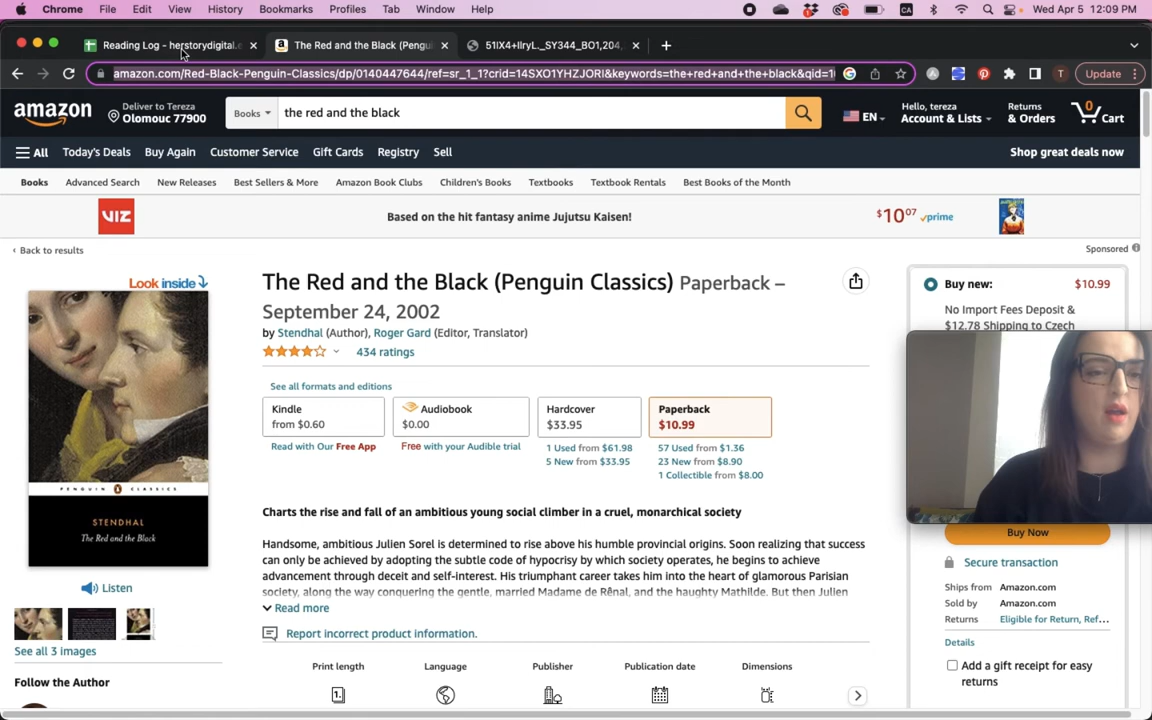 Chrome File Edit View History Bookmarks Profiles Tab Window Help CA Wed Apr 5 12:09 PM
Reading Log - herstorydigital. The Red and the Black (Pengu 51IX4+IlryL._SY344_BO1,204,
amazon.com/Red-Black-Penguin-Classics/dp/0140447644/ref=sr_1_1?crid=14SXO1YHZJORI&keywords=the+red+and+the+black&qid=1 T Update
amazon Deliver to Tereza Olomouc 77900 Books the red and the black EN Hello, tereza Account & Lists Returns & Orders 0 Cart
All Today's Deals Buy Again Customer Service Gift Cards Registry Sell Shop great deals now
Books Advanced Search New Releases Best Sellers & More Amazon Book Clubs Children's Books Textbooks Textbook Rentals Best Books of the Month
VIZ Based on the hit fantasy anime Jujutsu Kaisen! $10⁰⁷ prime
‹ Back to results Sponsored
Look inside
The Red and the Black (Penguin Classics) Paperback –
September 24, 2002
by Stendhal (Author), Roger Gard (Editor, Translator)
434 ratings
See all formats and editions
Kindle
from $0.60
Read with Our Free App
Audiobook
$0.00
Free with your Audible trial
Hardcover
$33.95
1 Used from $61.98
5 New from $33.95
Paperback
$10.99
57 Used from $1.36
23 New from $8.90
1 Collectible from $8.00
Charts the rise and fall of an ambitious young social climber in a cruel, monarchical society
Handsome, ambitious Julien Sorel is determined to rise above his humble provincial origins. Soon realizing that success
can only be achieved by adopting the subtle code of hypocrisy by which society operates, he begins to achieve
advancement through deceit and self-interest. His triumphant career takes him into the heart of glamorous Parisian
society, along the way conquering the gentle, married Madame de Rênal, and the haughty Mathilde. But then Julien
Read more
Report incorrect product information.
Print length Language Publisher Publication date Dimensions
PENGUIN CLASSICS
STENDHAL
The Red and the Black
Listen
See all 3 images
Follow the Author
Buy new: $10.99
No Import Fees Deposit &
$12.78 Shipping to Czech
Buy Now
Secure transaction
Ships from Amazon.com
Sold by Amazon.com
Returns Eligible for Return, Ref...
Details
Add a gift receipt for easy
returns